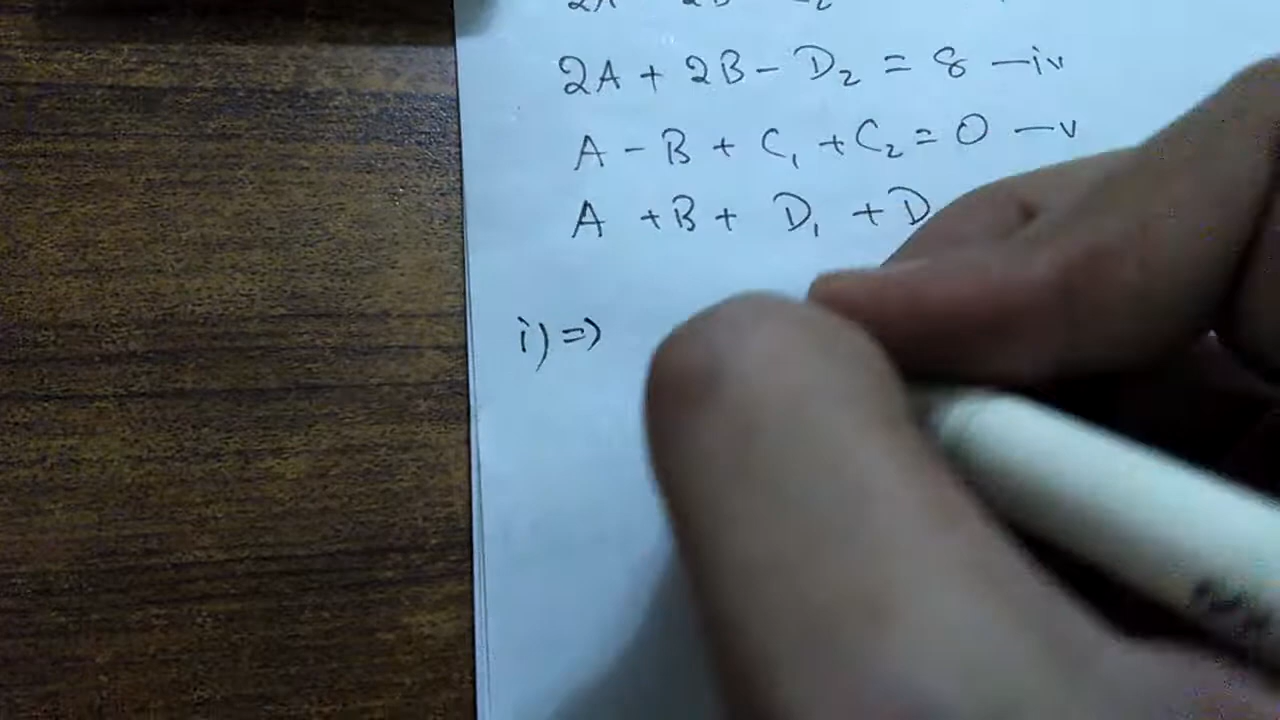 2A + 2B - D₂ = 8 - iv
A - B + C₁ + C₂ = 0 - v
A + B + D₁ + D
i) =>